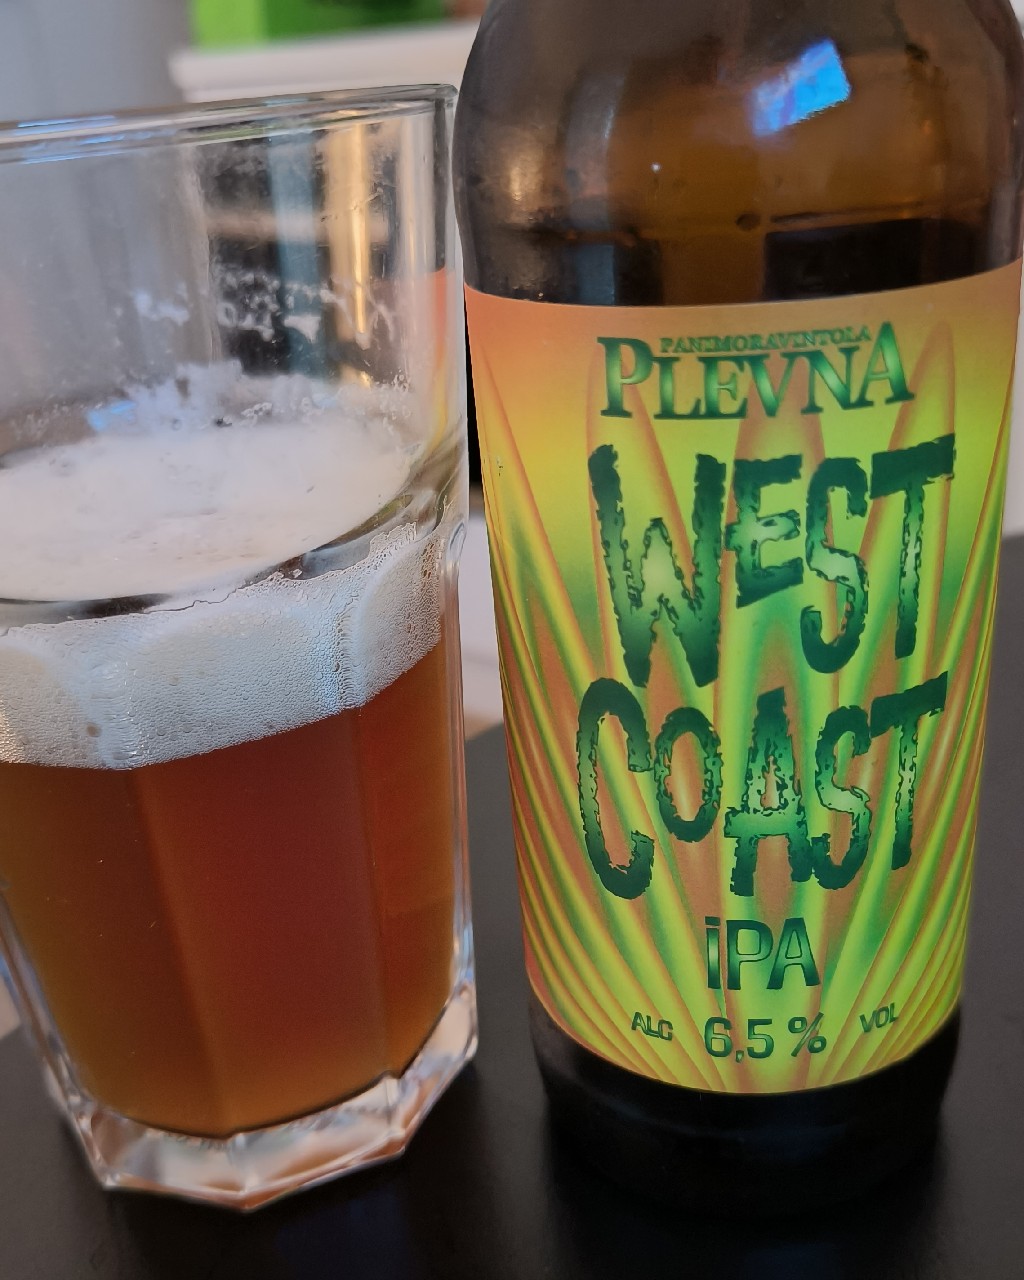 PANIMORAVINTOLA
PLEVNA
WEST
COAST
iPA
ALC 6,5 % VOL